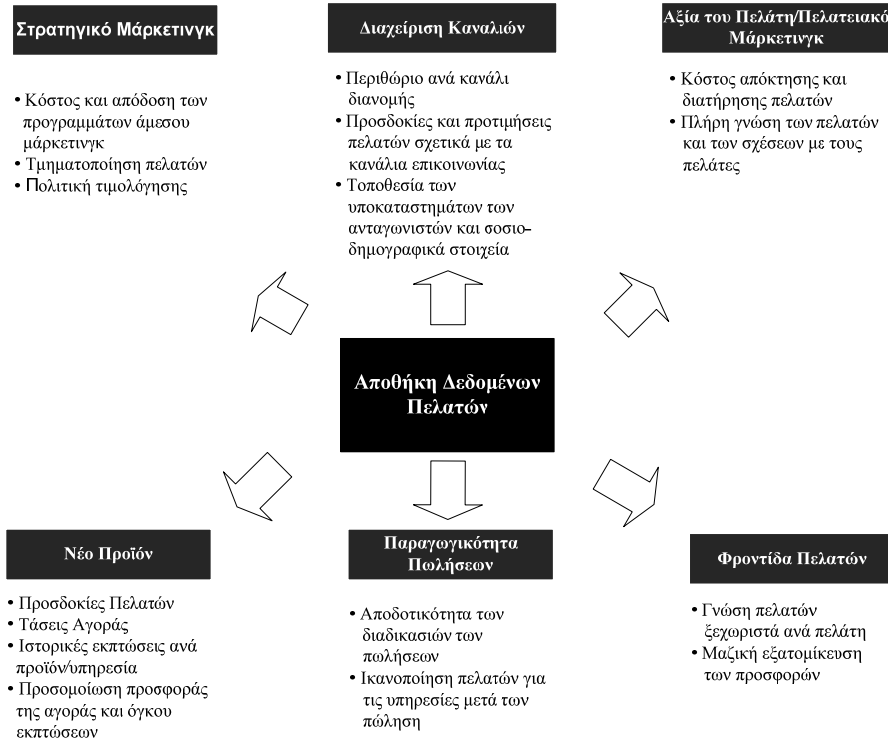 Στρατηγικό Μάρκετινγκ
• Κόστος και απόδοση των
προγραμμάτων άμεσου
μάρκετινγκ
• Τμηματοποίηση πελατών
• Πολιτική τιμολόγησης
Διαχείριση Καναλιών
• Περιθώριο ανά κανάλι
διανομής
• Προσδοκίες και προτιμήσεις
πελατών σχετικά με τα
κανάλια επικοινωνίας
• Τοποθεσία των
υποκαταστημάτων των
ανταγωνιστών και σοσιο-
δημογραφικά στοιχεία
Αξία του Πελάτη/Πελατειακό
Μάρκετινγκ
• Κόστος απόκτησης και
διατήρησης πελατών
• Πλήρη γνώση των πελατών
και των σχέσεων με τους
πελάτες
Αποθήκη Δεδομένων
Πελατών
Νέο Προϊόν
• Προσδοκίες Πελατών
• Τάσεις Αγοράς
• Ιστορικές εκπτώσεις ανά
προϊόν/υπηρεσία
• Προσομοίωση προσφοράς
της αγοράς και όγκου
εκπτώσεων
Παραγωγικότητα
Πωλήσεων
• Αποδοτικότητα των
διαδικασιών των
πωλήσεων
• Ικανοποίηση πελατών για
τις υπηρεσίες μετά των
πώληση
Φροντίδα Πελατών
• Γνώση πελατών
ξεχωριστά ανά πελάτη
• Μαζική εξατομίκευση
των προσφορών